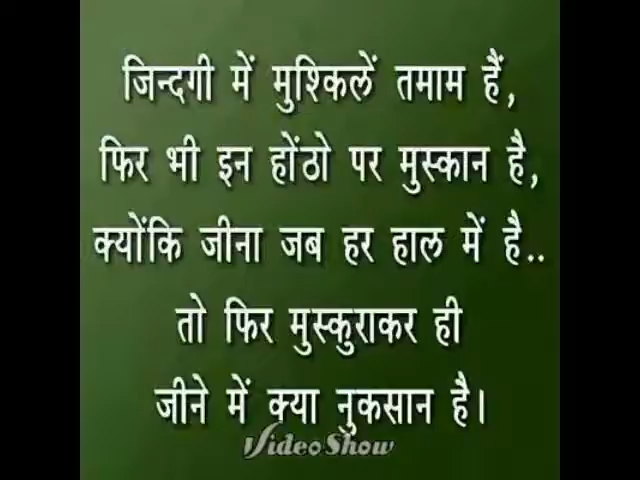 जिन्दगी में मुश्किलें तमाम हैं,
फिर भी इन होंठो पर मुस्कान है,
क्योंकि जीना जब हर हाल में है..
तो फिर मुस्कुराकर ही
जीने में क्या नुकसान है।
VideoShow